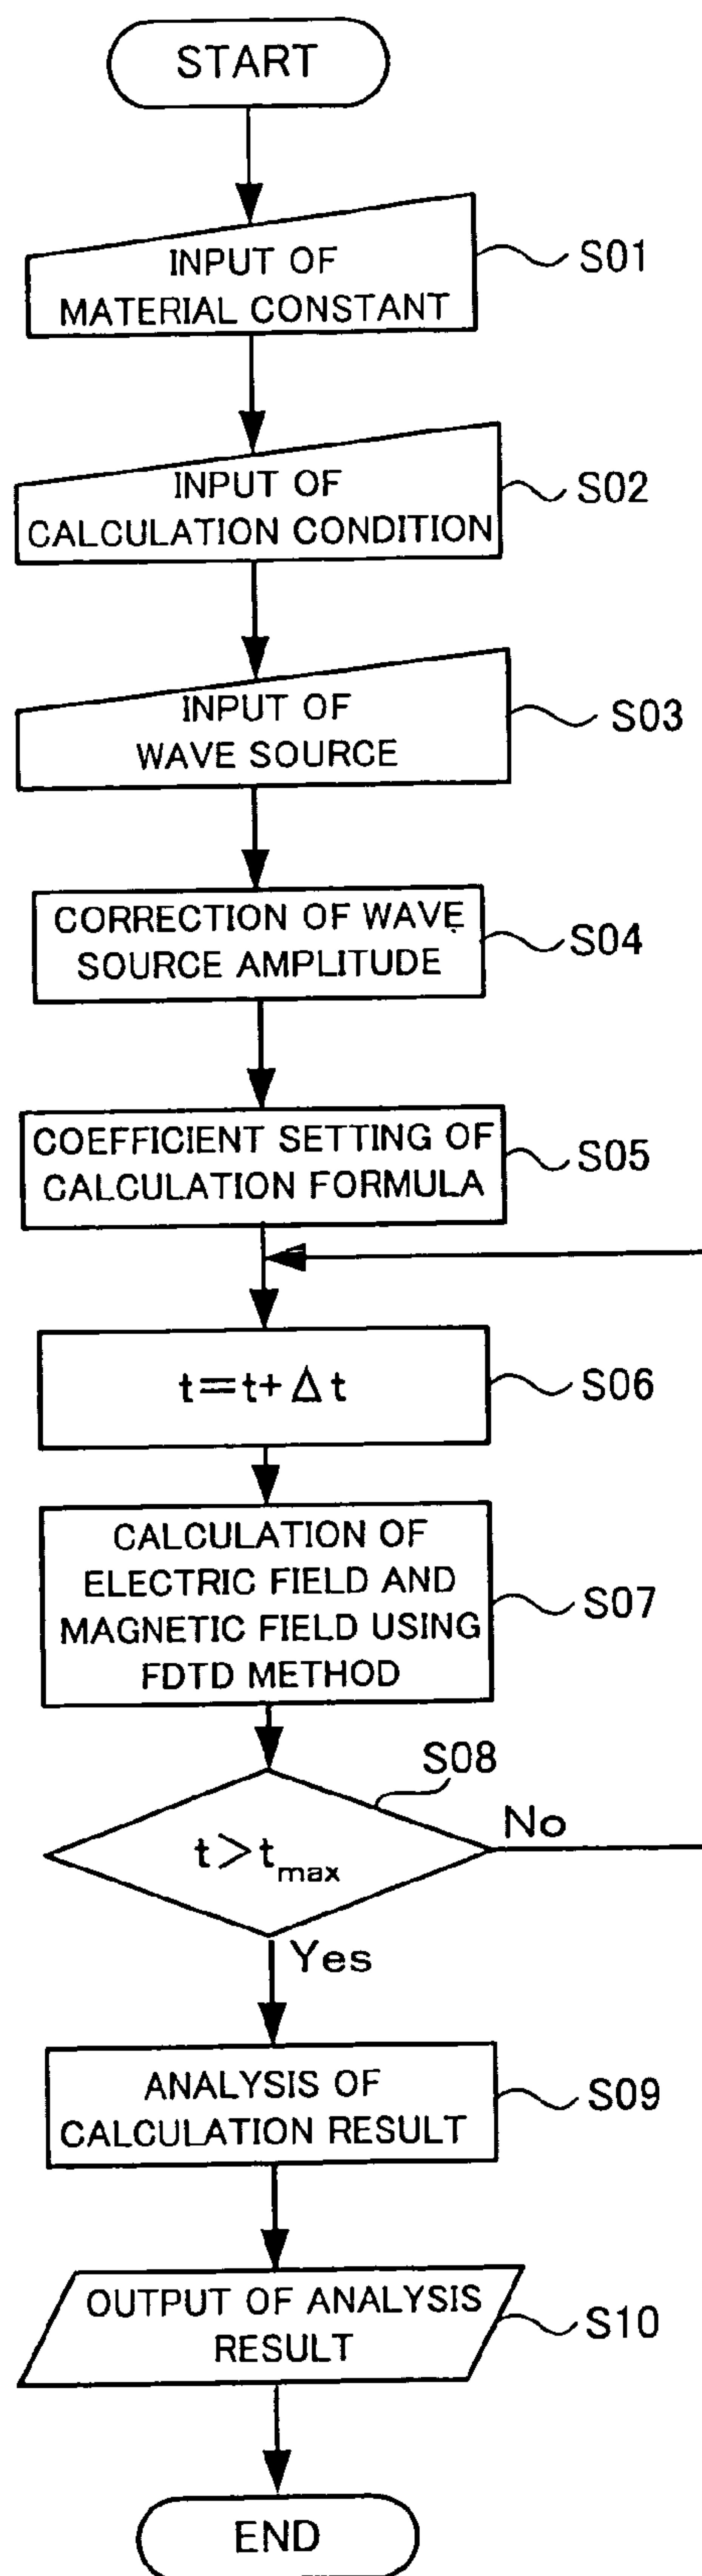 START
INPUT OF
MATERIAL CONSTANT
S01
INPUT OF
CALCULATION CONDITION
S02
INPUT OF
WAVE SOURCE
S03
CORRECTION OF WAVE
SOURCE AMPLITUDE
S04
COEFFICIENT SETTING OF
CALCULATION FORMULA
S05
t=t+Δt
S06
CALCULATION OF
ELECTRIC FIELD AND
MAGNETIC FIELD USING
FDTD METHOD
S07
S08
t>tmax
No
Yes
ANALYSIS OF
CALCULATION RESULT
S09
OUTPUT OF ANALYSIS
RESULT
S10
END